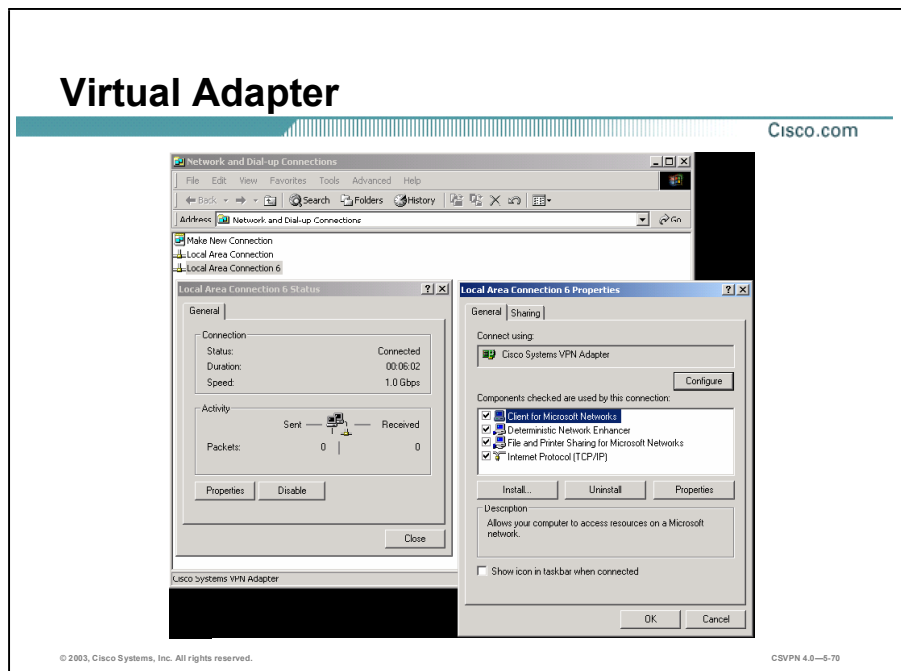 Virtual Adapter
Cisco.com
Network and Dial-up Connections
File Edit View Favorites Tools Advanced Help
Back Search Folders History
Address Network and Dial-up Connections Go
Make New Connection
Local Area Connection
Local Area Connection 6
Local Area Connection 6 Status
General
Connection
Status: Connected
Duration: 00:06:02
Speed: 1.0 Gbps
Activity
Sent Received
Packets: 0 0
Properties Disable
Close
Cisco Systems VPN Adapter
Local Area Connection 6 Properties
General Sharing
Connect using:
Cisco Systems VPN Adapter
Configure
Components checked are used by this connection:
Client for Microsoft Networks
Deterministic Network Enhancer
File and Printer Sharing for Microsoft Networks
Internet Protocol (TCP/IP)
Install... Uninstall Properties
Description
Allows your computer to access resources on a Microsoft
network.
Show icon in taskbar when connected
OK Cancel
© 2003, Cisco Systems, Inc. All rights reserved.
CSVPN 4.0—5-70